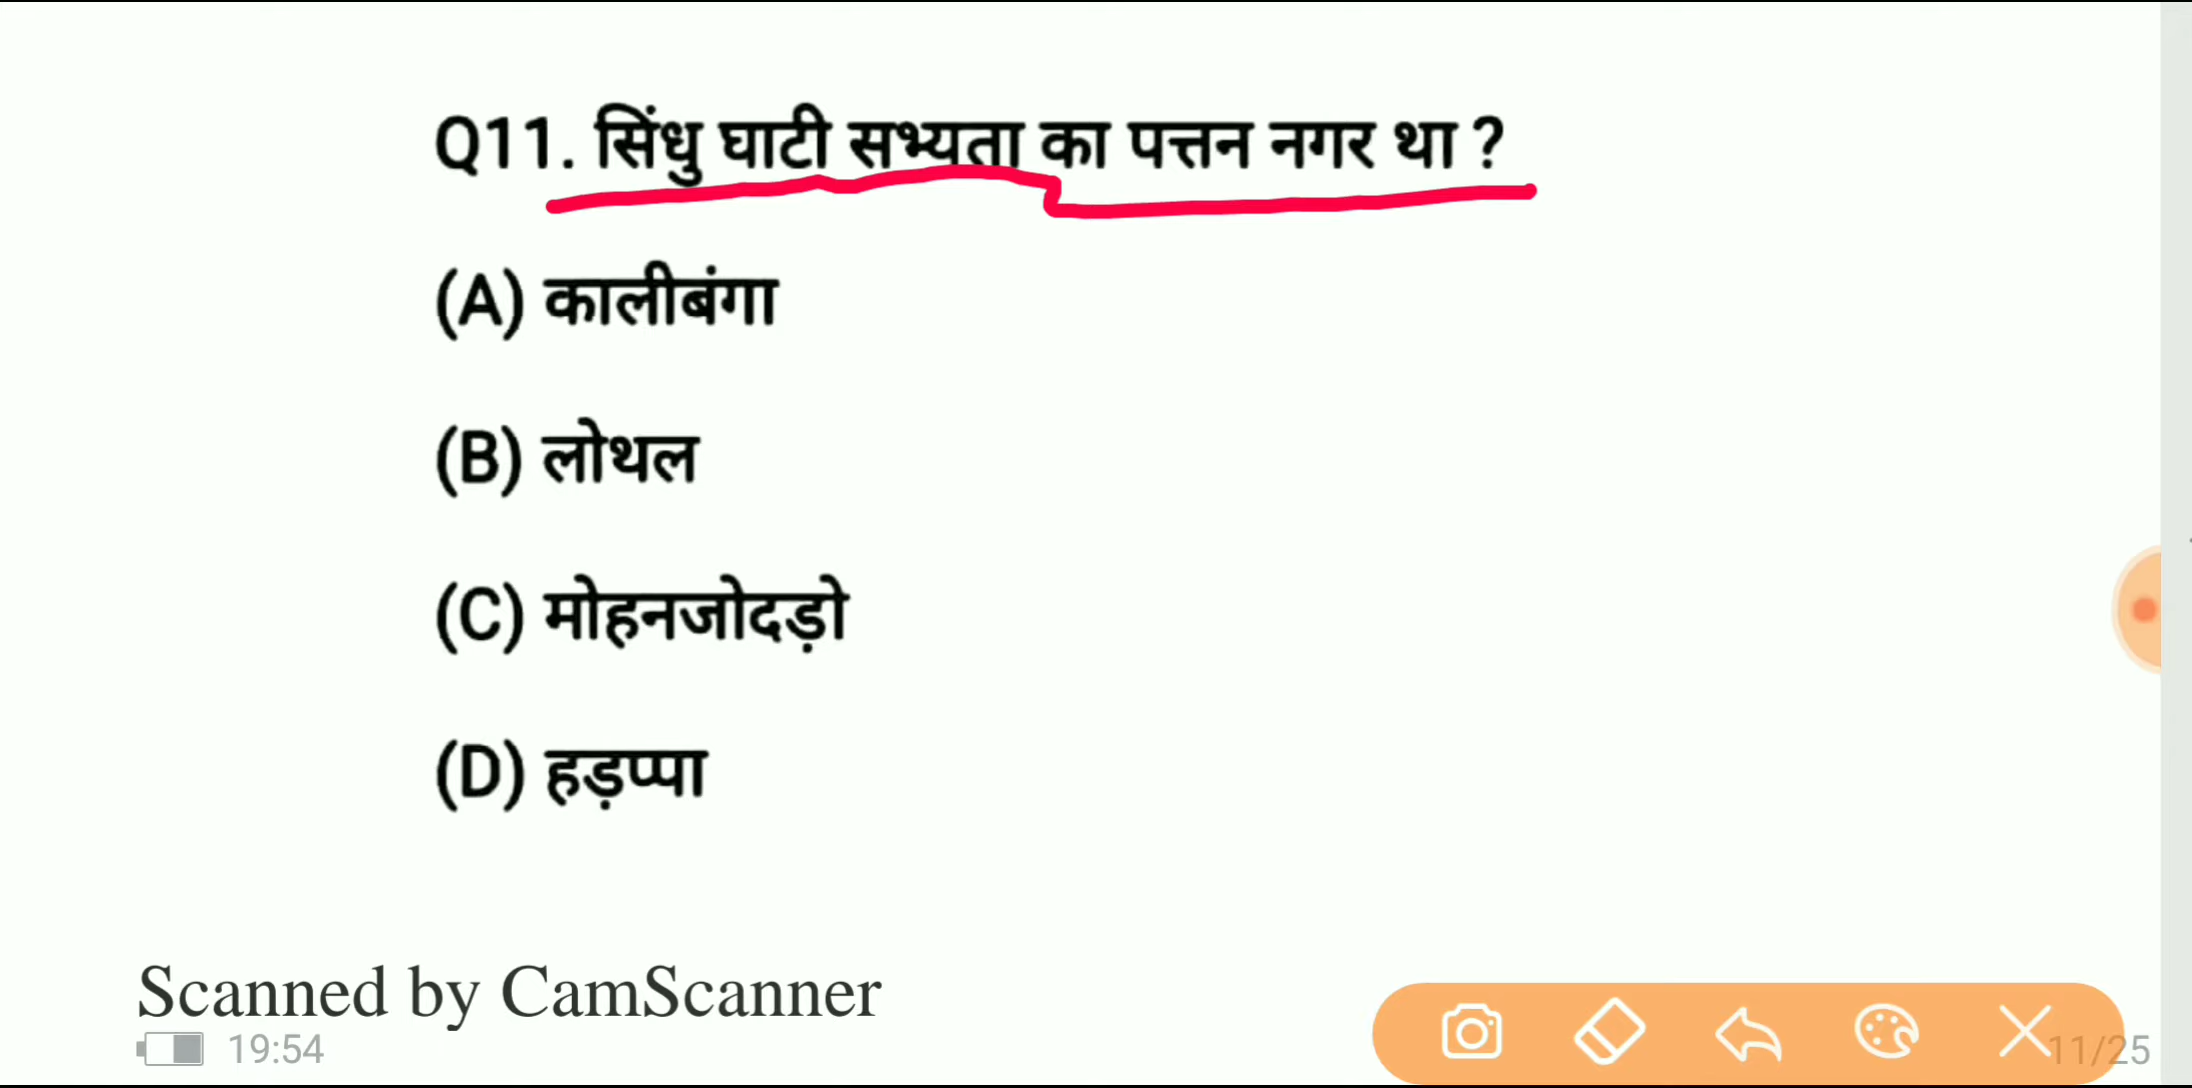 Q11. सिंधु घाटी सभ्यता का पत्तन नगर था ?
(A) कालीबंगा
(B) लोथल
(C) मोहनजोदड़ो
(D) हड़प्पा
Scanned by CamScanner
19:54
11/25